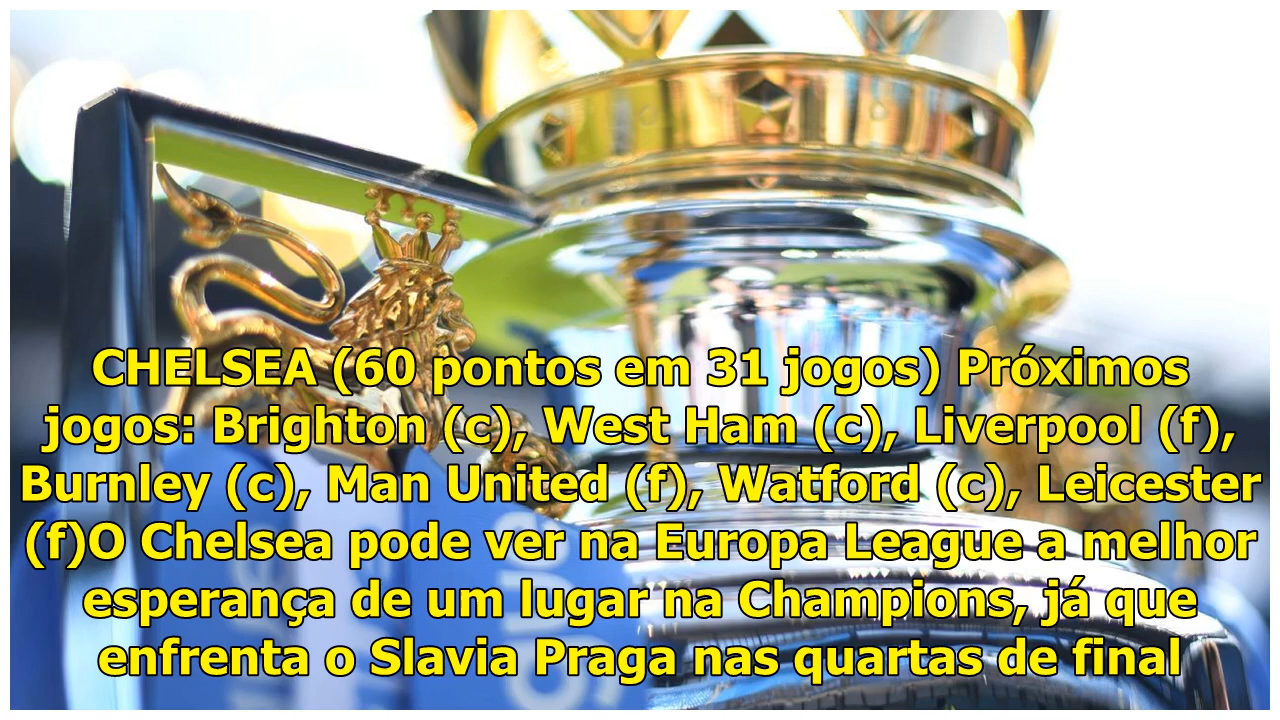 CHELSEA (60 pontos em 31 jogos) Próximos
jogos: Brighton (c), West Ham (c), Liverpool (f),
Burnley (c), Man United (f), Watford (c), Leicester
(f)O Chelsea pode ver na Europa League a melhor
esperança de um lugar na Champions, já que
enfrenta o Slavia Praga nas quartas de final